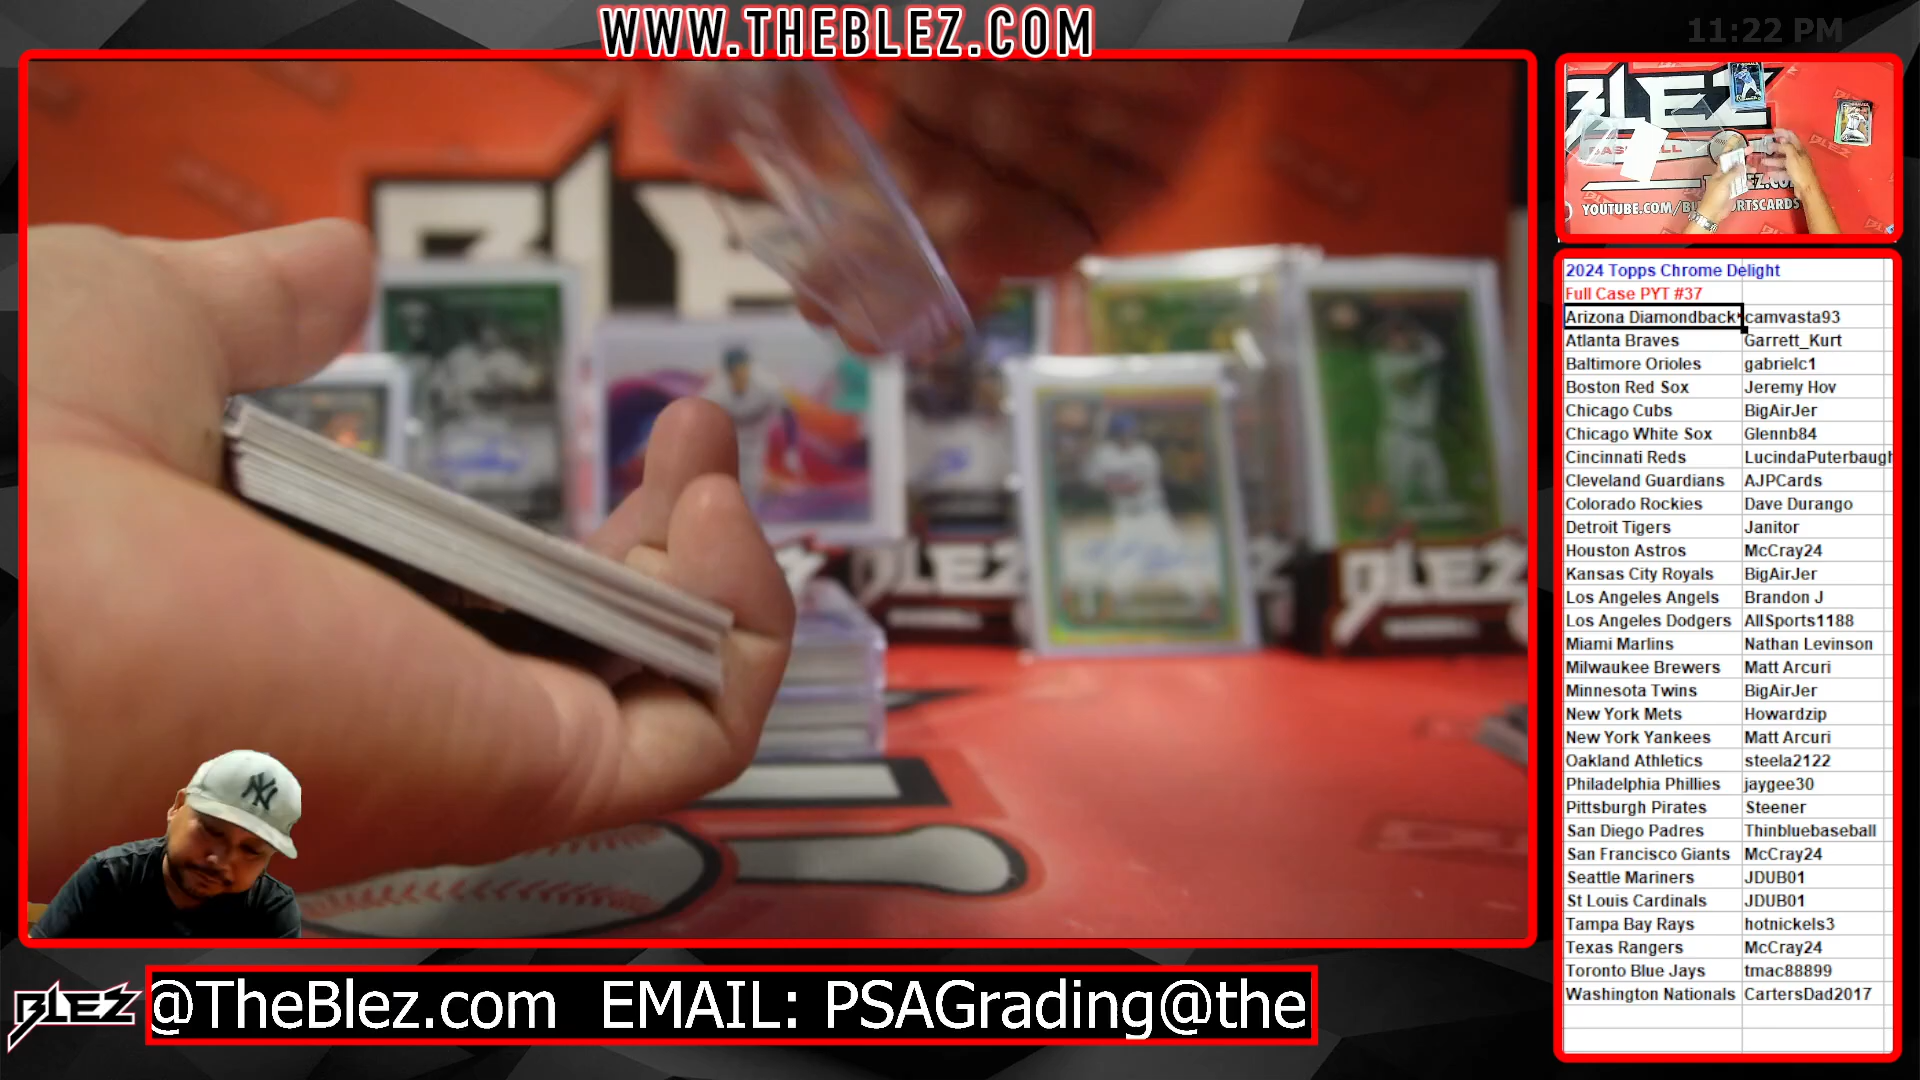 WWW.THEBLEZ.COM
11:22 PM
BLEZ
BASEBALL
YOUTUBE.COM/BL
RTSCARDS
BLEZ
2024 Topps Chrome Delight
Full Case PYT #37
Arizona Diamondback camvasta93
Atlanta Braves Garrett_Kurt
Baltimore Orioles gabrielc1
Boston Red Sox Jeremy Hov
Chicago Cubs BigAirJer
Chicago White Sox Glennb84
Cincinnati Reds LucindaPuterbaugh
Cleveland Guardians AJPCards
Colorado Rockies Dave Durango
Detroit Tigers Janitor
Houston Astros McCray24
Kansas City Royals BigAirJer
Los Angeles Angels Brandon J
Los Angeles Dodgers AllSports1188
Miami Marlins Nathan Levinson
Milwaukee Brewers Matt Arcuri
Minnesota Twins BigAirJer
New York Mets Howardzip
New York Yankees Matt Arcuri
Oakland Athletics steela2122
Philadelphia Phillies jaygee30
Pittsburgh Pirates Steener
San Diego Padres Thinbluebaseball
San Francisco Giants McCray24
Seattle Mariners JDUB01
St Louis Cardinals JDUB01
Tampa Bay Rays hotnickels3
Texas Rangers McCray24
Toronto Blue Jays tmac88899
Washington Nationals CartersDad2017
NY
BLEZ
@TheBlez.com EMAIL: PSAGrading@the